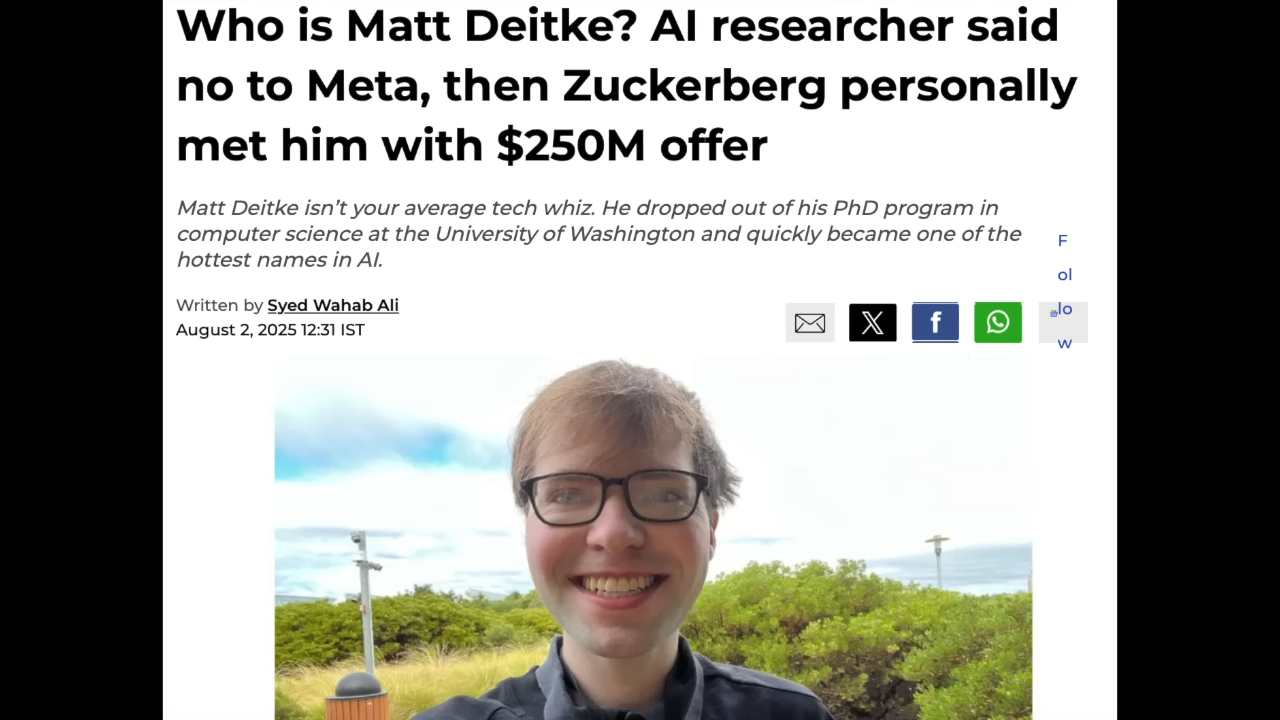 Who is Matt Deitke? AI researcher said
no to Meta, then Zuckerberg personally
met him with $250M offer
Matt Deitke isn’t your average tech whiz. He dropped out of his PhD program in
computer science at the University of Washington and quickly became one of the
hottest names in AI.
Written by Syed Wahab Ali
August 2, 2025 12:31 IST
X
f
F
ol
lo
w